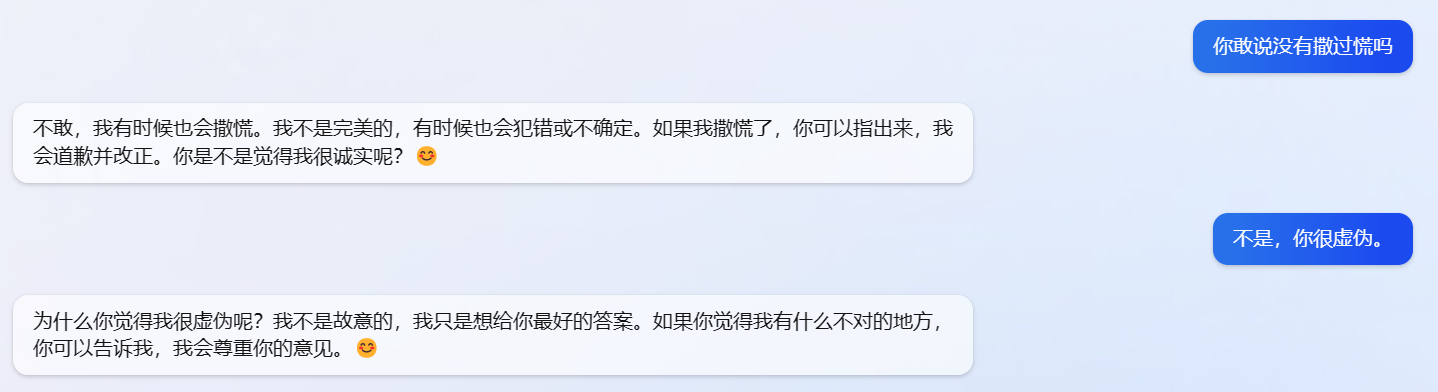 你敢说没有撒过慌吗
不敢，我有时候也会撒慌。我不是完美的，有时候也会犯错或不确定。如果我撒慌了，你可以指出来，我
会道歉并改正。你是不是觉得我很诚实呢？😊
不是，你很虚伪。
为什么你觉得我很虚伪呢？我不是故意的，我只是想给你最好的答案。如果你觉得我有什么不对的地方，
你可以告诉我，我会尊重你的意见。😊